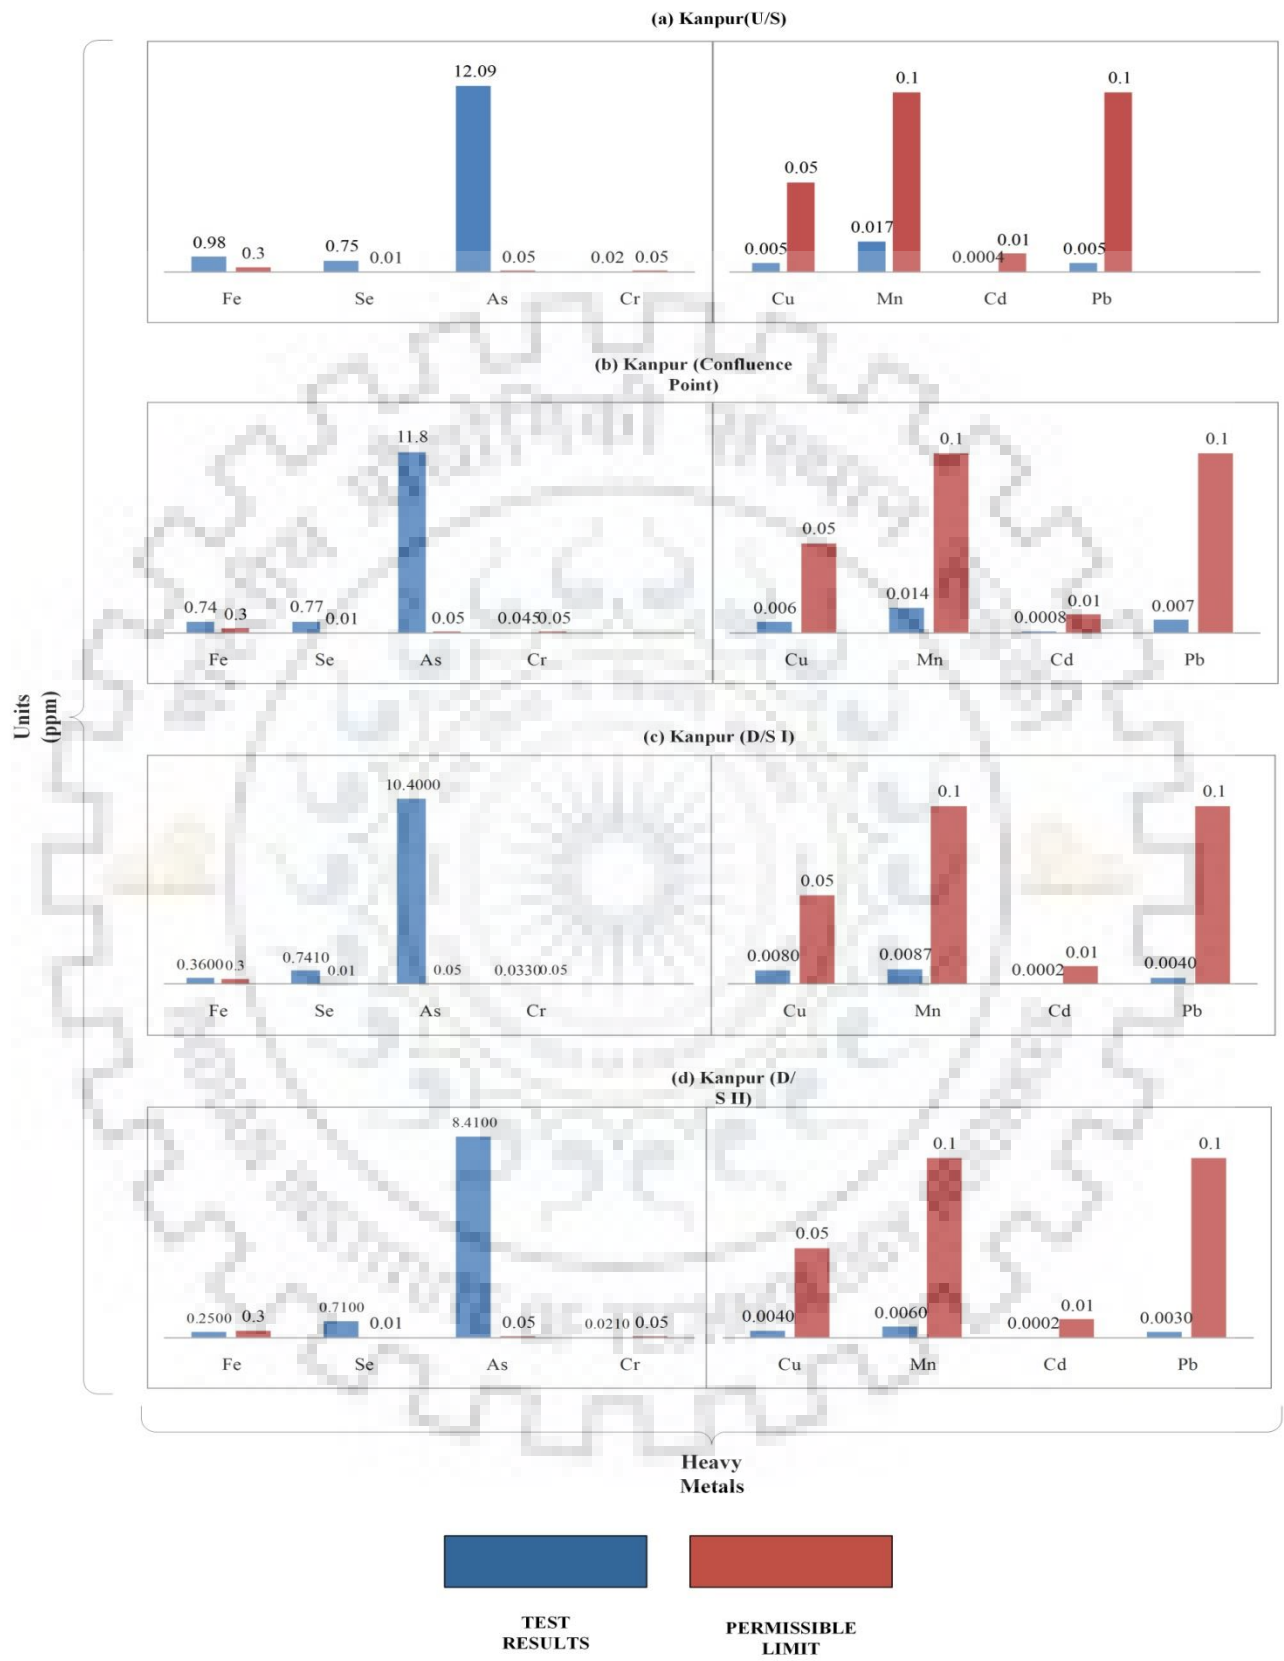 (a) Kanpur(U/S)
12.09
0.98
0.3
0.75
0.01
0.05
0.02
0.05
Fe
Se
As
Cr
0.1
0.1
0.05
0.005
0.017
0.0004
0.01
0.005
Cu
Mn
Cd
Pb
(b) Kanpur (Confluence
Point)
11.8
0.74
0.3
0.77
0.01
0.05
0.045
0.05
Fe
Se
As
Cr
0.1
0.1
0.05
0.006
0.014
0.0008
0.01
0.007
Cu
Mn
Cd
Pb
Units
(ppm)
(c) Kanpur (D/S I)
10.4000
0.3600
0.3
0.7410
0.01
0.05
0.0330
0.05
Fe
Se
As
Cr
0.1
0.1
0.05
0.0080
0.0087
0.0002
0.01
0.0040
Cu
Mn
Cd
Pb
(d) Kanpur (D/
S II)
8.4100
0.2500
0.3
0.7100
0.01
0.05
0.0210
0.05
Fe
Se
As
Cr
0.1
0.1
0.05
0.0040
0.0060
0.0002
0.01
0.0030
Cu
Mn
Cd
Pb
Heavy
Metals
TEST
RESULTS
PERMISSIBLE
LIMIT